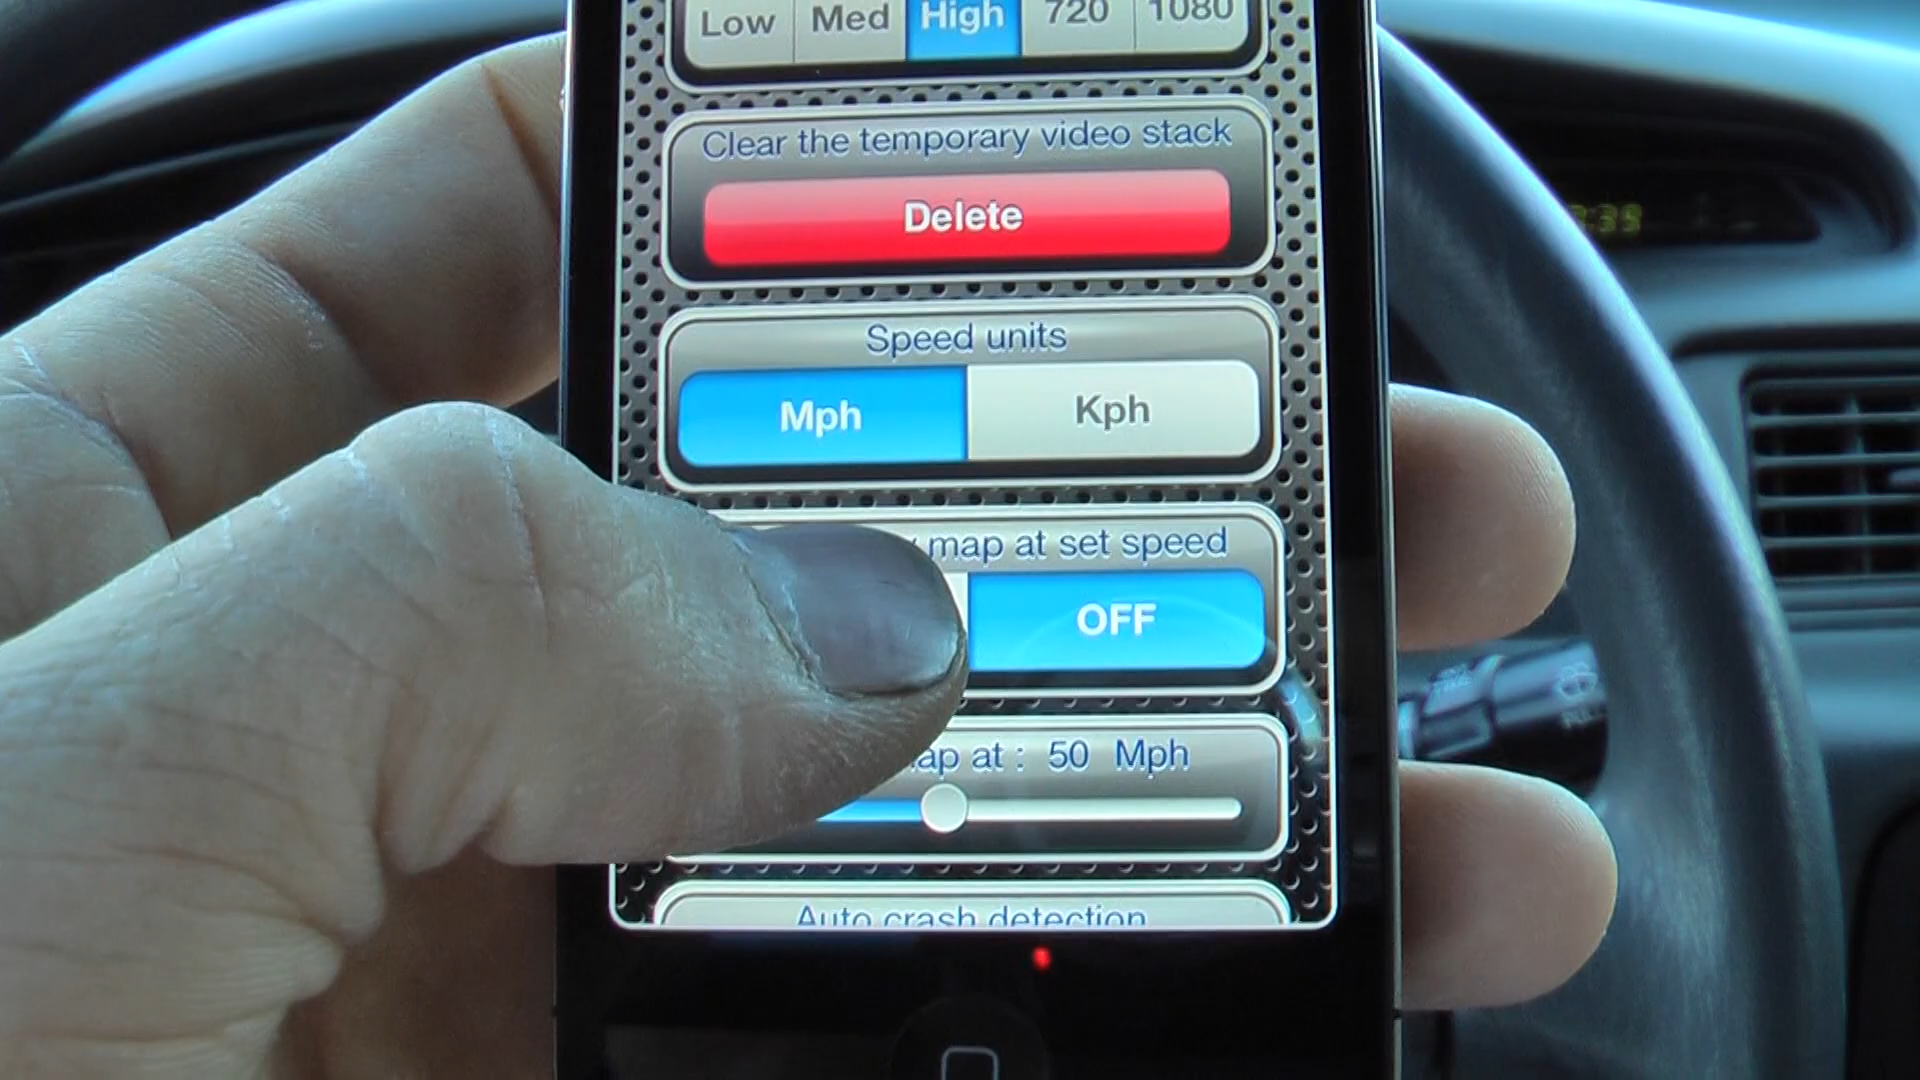 Low Med High 720 1080
Clear the temporary video stack
Delete
Speed units
Mph Kph
map at set speed
OFF
at : 50 Mph
Auto crash detection
:39